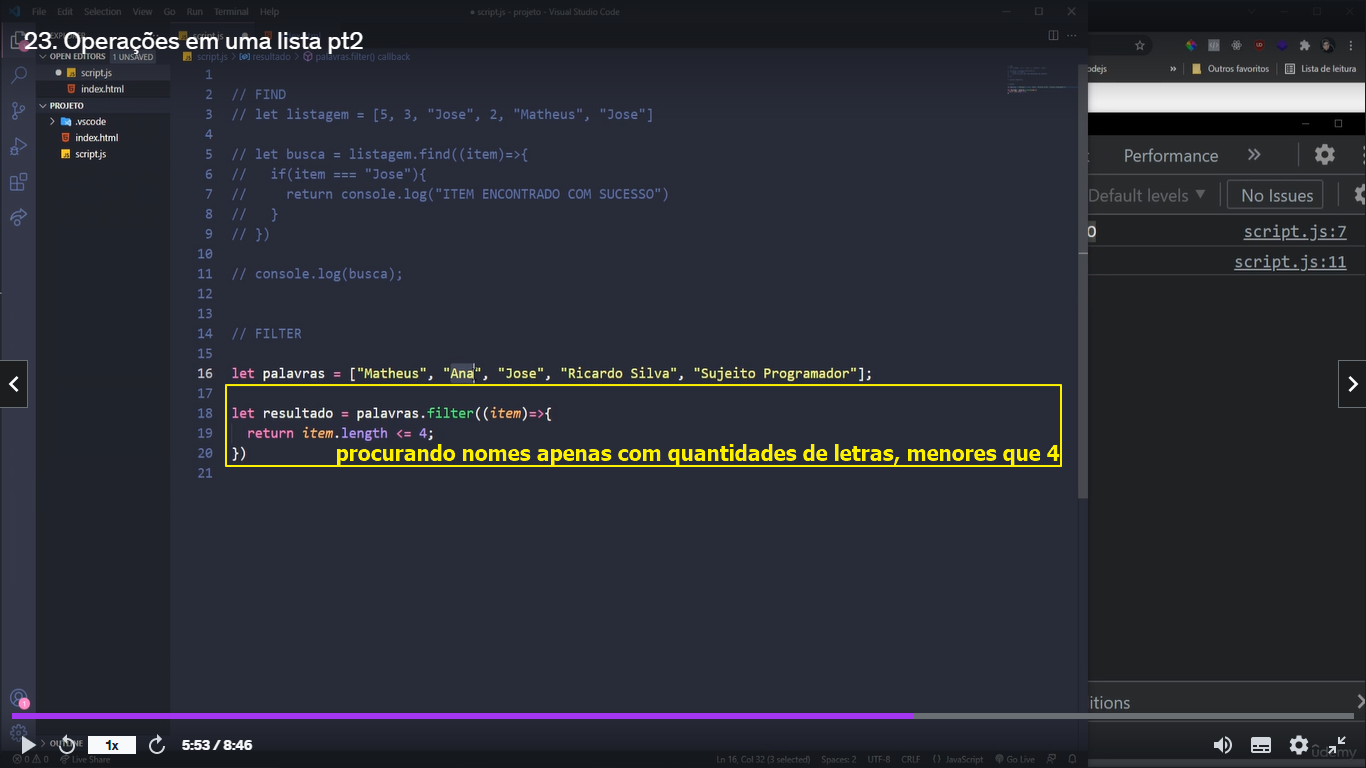 File Edit Selection View Go Run Terminal Help
● script.js - projeto - Visual Studio Code
23. Operações em uma lista pt2
OPEN EDITORS 1 UNSAVED
script.js
index.html
PROJETO
.vscode
index.html
script.js
OUTLINE
script.js > resultado > palavras.filter() callback
1
2 // FIND
3 // let listagem = [5, 3, "Jose", 2, "Matheus", "Jose"]
4
5 // let busca = listagem.find((item)=>{
6 //   if(item === "Jose"){
7 //     return console.log("ITEM ENCONTRADO COM SUCESSO")
8 //   }
9 // })
10
11 // console.log(busca);
12
13
14 // FILTER
15
16 let palavras = ["Matheus", "Ana", "Jose", "Ricardo Silva", "Sujeito Programador"];
17
18 let resultado = palavras.filter((item)=>{
19   return item.length <= 4;
20 })
procurando nomes apenas com quantidades de letras, menores que 4
21
odejs » Outros favoritos Lista de leitura
Performance »
Default levels ▼ No Issues
O script.js:7
script.js:11
itions
1x
5:53 / 8:46
0 0 Live Share
Ln 16, Col 32 (3 selected) Spaces: 2 UTF-8 CRLF JavaScript Go Live
ûdemy